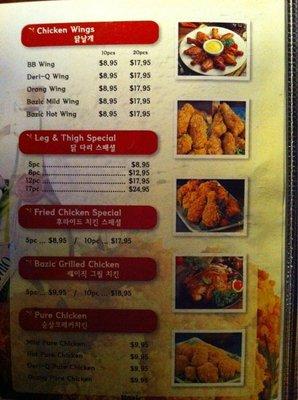 Chicken Wings
닭날개
10pcs 20pcs
BB Wing $8,95 $17,95
Deri-Q Wing $8,95 $17,95
Orang Wing $8,95 $17,95
Bazic Mild Wing $8,95 $17,95
Bazic Hot Wing $8,95 $17,95
Leg & Thigh Special
닭 다리 스페셜
5pc $8,95
8pc $12,95
12pc $17,95
17pc $24,95
Fried Chicken Special
후라이드 치킨 스페셜
5pc ... $8,95 / 10pc ... $17,95
Bazic Grilled Chicken
베이직 그릴 치킨
5pc ... $9,95 / 10pc ... $18,95
Pure Chicken
순살크래커치킨
Mild Pure Chicken $9,95
Hot Pure Chicken $9,95
Deri-Q Pure Chicken $9,95
Orang Pure Chicken $9,95